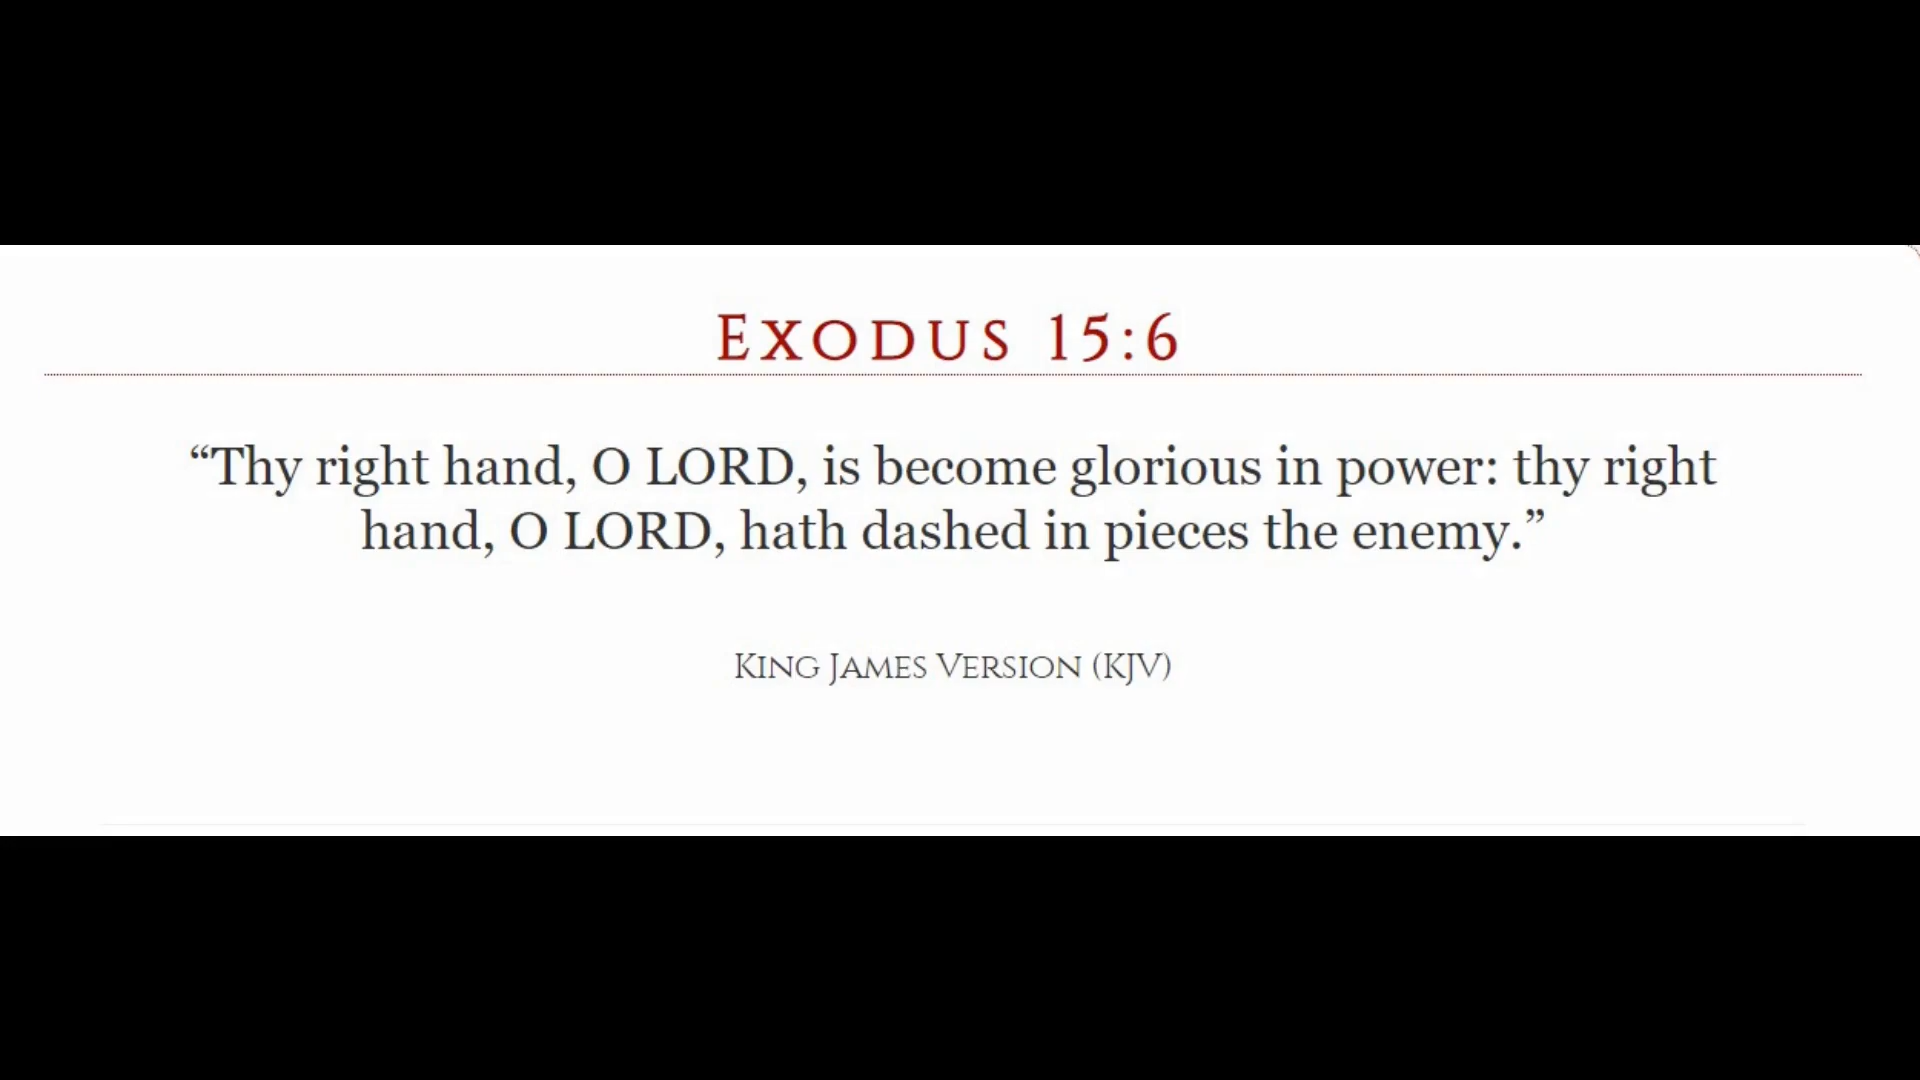 EXODUS 15:6
“Thy right hand, O LORD, is become glorious in power: thy right
hand, O LORD, hath dashed in pieces the enemy.”
KING JAMES VERSION (KJV)